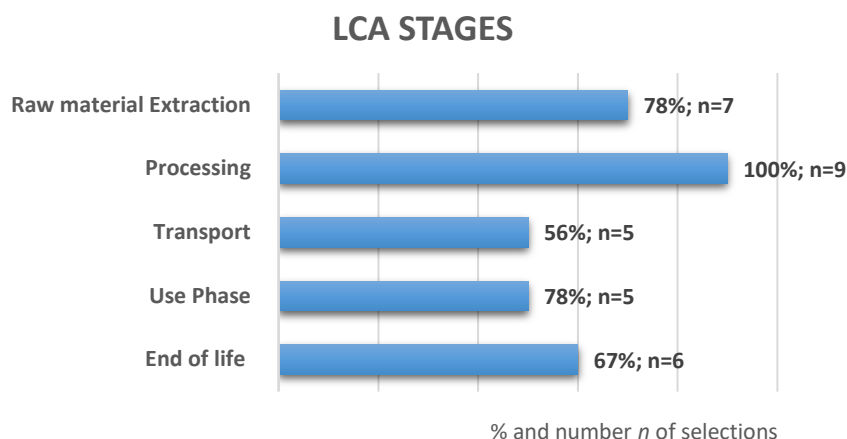 LCA STAGES
Raw material Extraction 78%; n=7
Processing 100%; n=9
Transport 56%; n=5
Use Phase 78%; n=5
End of life 67%; n=6
% and number n of selections